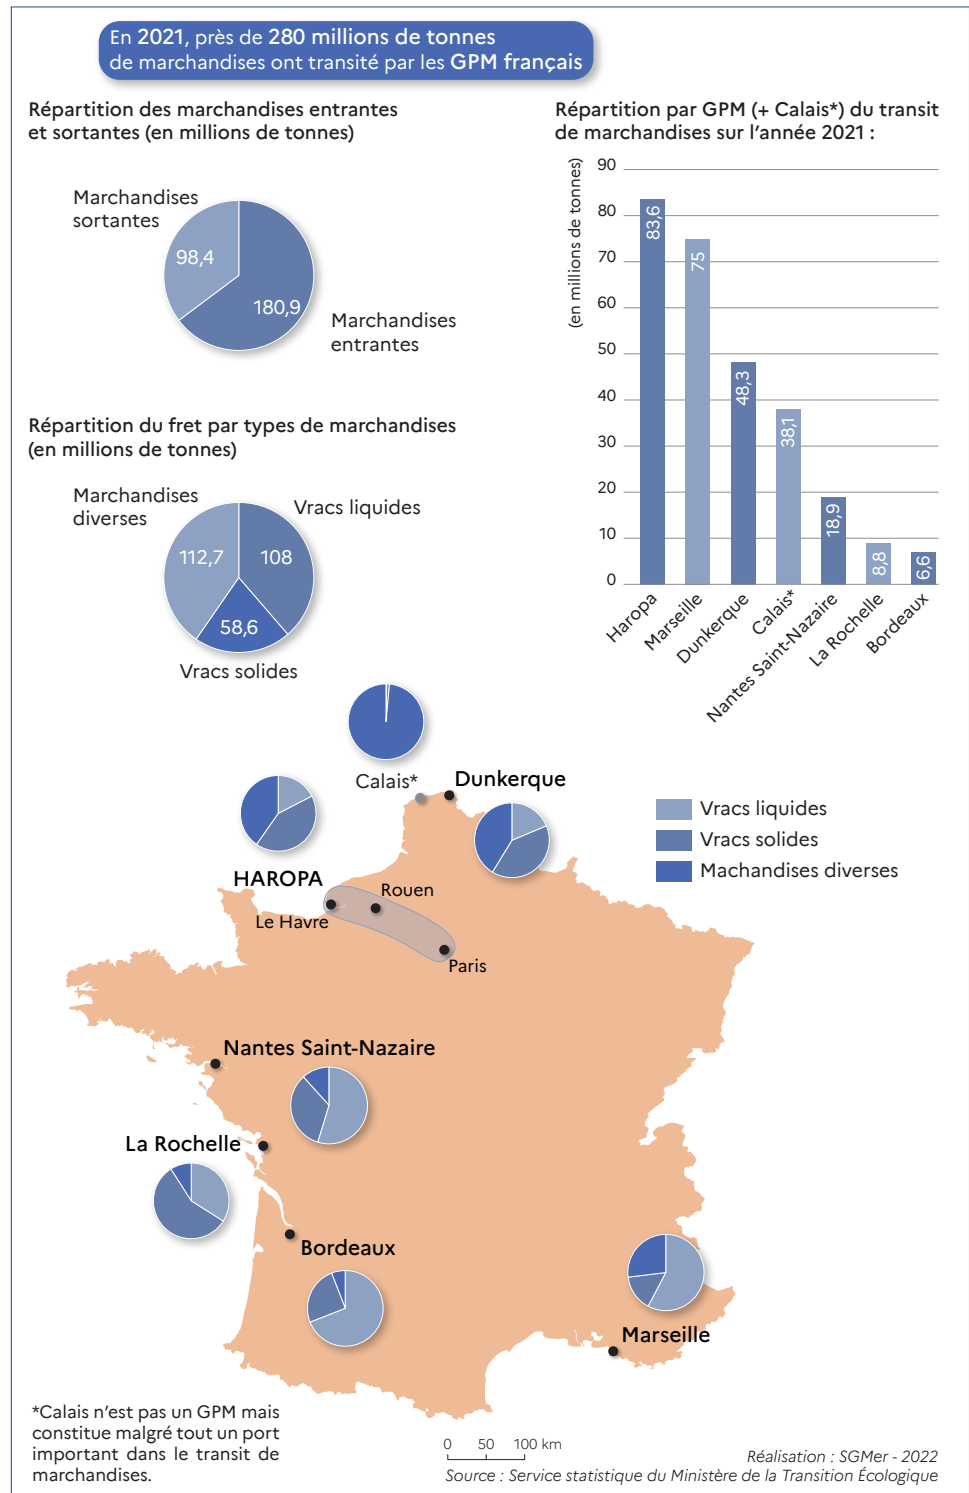 En 2021, près de 280 millions de tonnes
de marchandises ont transité par les GPM français
Répartition des marchandises entrantes
et sortantes (en millions de tonnes)
Marchandises
sortantes
98,4
180,9
Marchandises
entrantes
Répartition du fret par types de marchandises
(en millions de tonnes)
Marchandises
diverses
Vracs liquides
112,7
108
58,6
Vracs solides
Répartition par GPM (+ Calais*) du transit
de marchandises sur l'année 2021 :
(en millions de tonnes)
90
80
70
60
50
40
30
20
10
0
83,6
75
48,3
38,1
18,9
8,8
6,6
Haropa
Marseille
Dunkerque
Calais*
Nantes Saint-Nazaire
La Rochelle
Bordeaux
Calais*
Dunkerque
Vracs liquides
Vracs solides
Machandises diverses
HAROPA
Rouen
Le Havre
Paris
Nantes Saint-Nazaire
La Rochelle
Bordeaux
Marseille
*Calais n'est pas un GPM mais
constitue malgré tout un port
important dans le transit de
marchandises.
0 50 100 km
Réalisation : SGMer - 2022
Source : Service statistique du Ministère de la Transition Écologique